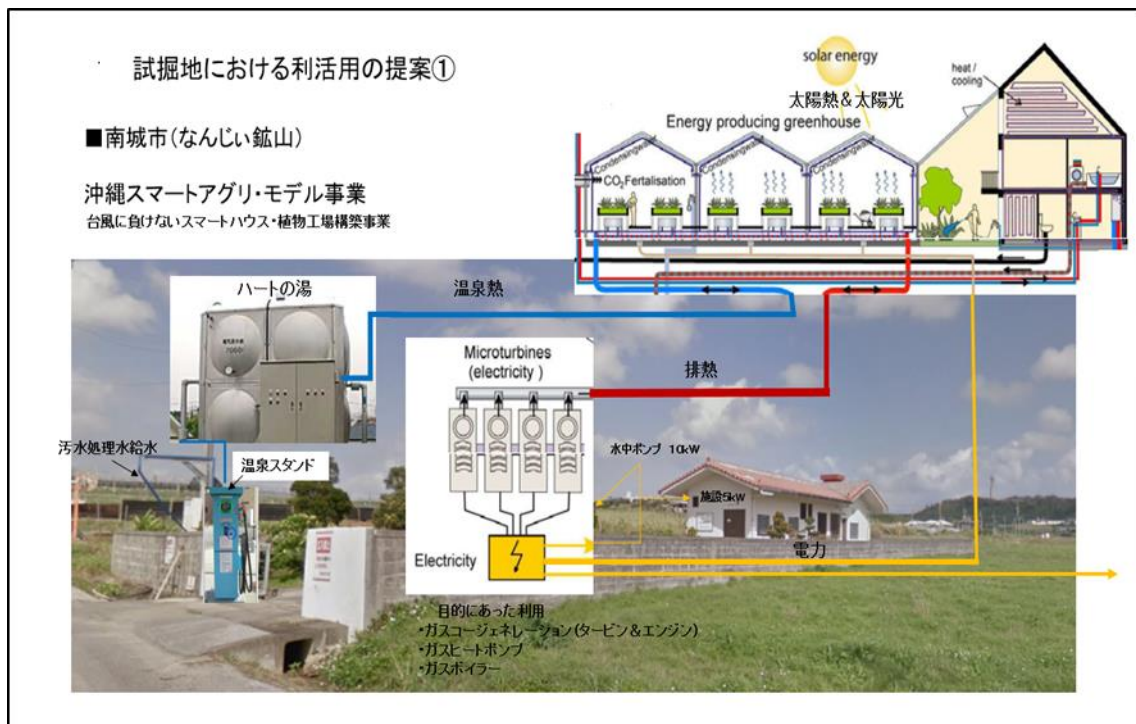 試掘地における利活用の提案①
■南城市(なんじぃ鉱山)
沖縄スマートアグリ・モデル事業
台風に負けないスマートハウス・植物工場構築事業
solar energy
太陽熱&太陽光
heat /
cooling
Energy producing greenhouse
Condensingwater
Condensingwater
Condensingwater
CO2Fertalisation
ハートの湯
温泉熱
Microturbines
(electricity )
排熱
汚水処理水給水
温泉スタンド
水中ポンプ 10kW
施設5kW
Electricity
電力
目的にあった利用
・ガスコージェネレーション(タービン&エンジン)
・ガスヒートポンプ
・ガスボイラー